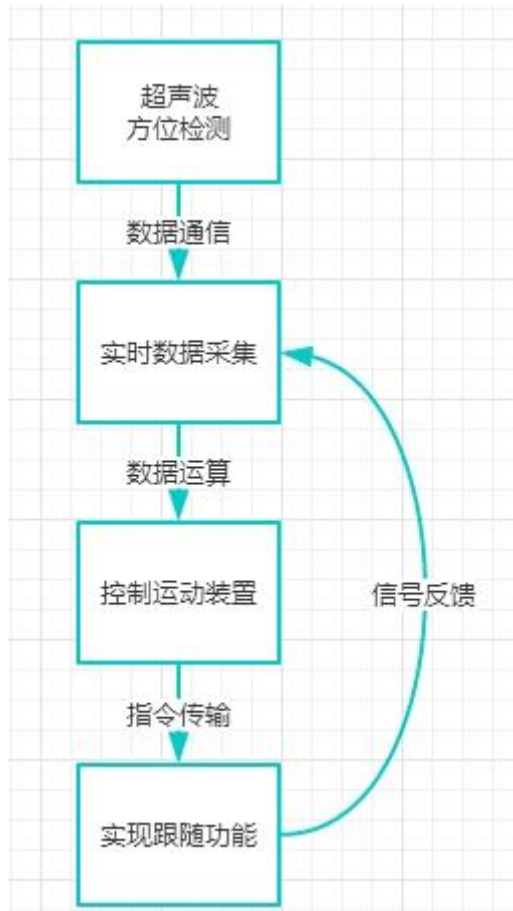 超声波
方位检测
数据通信
实时数据采集
数据运算
控制运动装置
信号反馈
指令传输
实现跟随功能